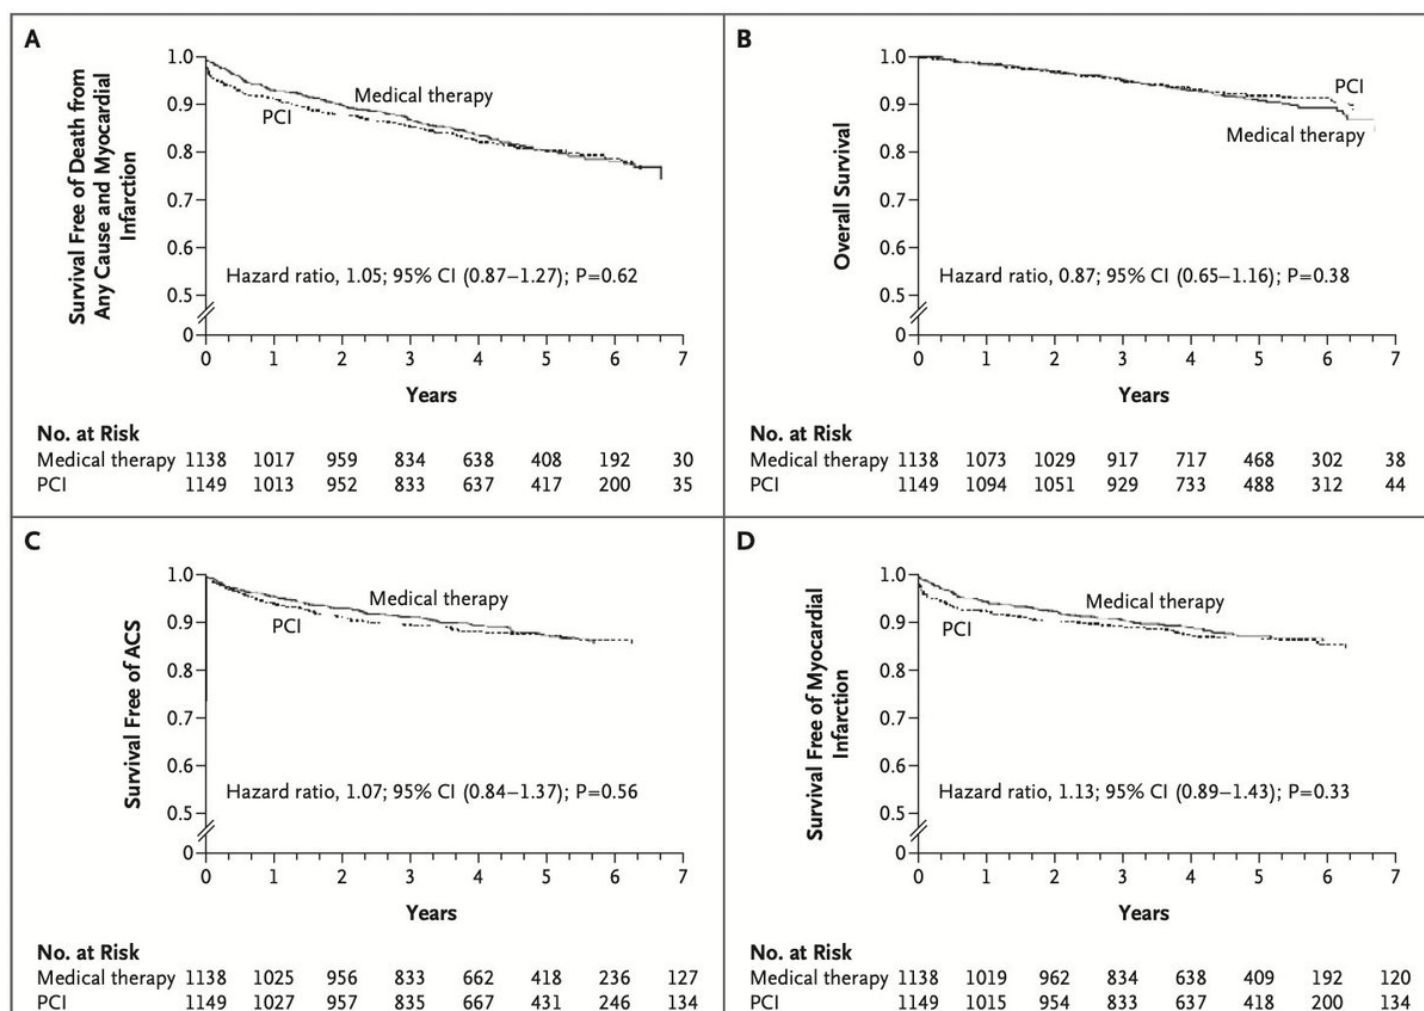 A
Survival Free of Death from
Any Cause and Myocardial
Infarction
1.0
0.9
0.8
0.7
0.6
0.5
0
Medical therapy
PCI
Hazard ratio, 1.05; 95% CI (0.87–1.27); P=0.62
0 1 2 3 4 5 6 7
Years
No. at Risk
Medical therapy 1138 1017 959 834 638 408 192 30
PCI 1149 1013 952 833 637 417 200 35
B
Overall Survival
1.0
0.9
0.8
0.7
0.6
0.5
0
PCI
Medical therapy
Hazard ratio, 0.87; 95% CI (0.65–1.16); P=0.38
0 1 2 3 4 5 6 7
Years
No. at Risk
Medical therapy 1138 1073 1029 917 717 468 302 38
PCI 1149 1094 1051 929 733 488 312 44
C
Survival Free of ACS
1.0
0.9
0.8
0.7
0.6
0.5
0
Medical therapy
PCI
Hazard ratio, 1.07; 95% CI (0.84–1.37); P=0.56
0 1 2 3 4 5 6 7
Years
No. at Risk
Medical therapy 1138 1025 956 833 662 418 236 127
PCI 1149 1027 957 835 667 431 246 134
D
Survival Free of Myocardial
Infarction
1.0
0.9
0.8
0.7
0.6
0.5
0
Medical therapy
PCI
Hazard ratio, 1.13; 95% CI (0.89–1.43); P=0.33
0 1 2 3 4 5 6 7
Years
No. at Risk
Medical therapy 1138 1019 962 834 638 409 192 120
PCI 1149 1015 954 833 637 418 200 134